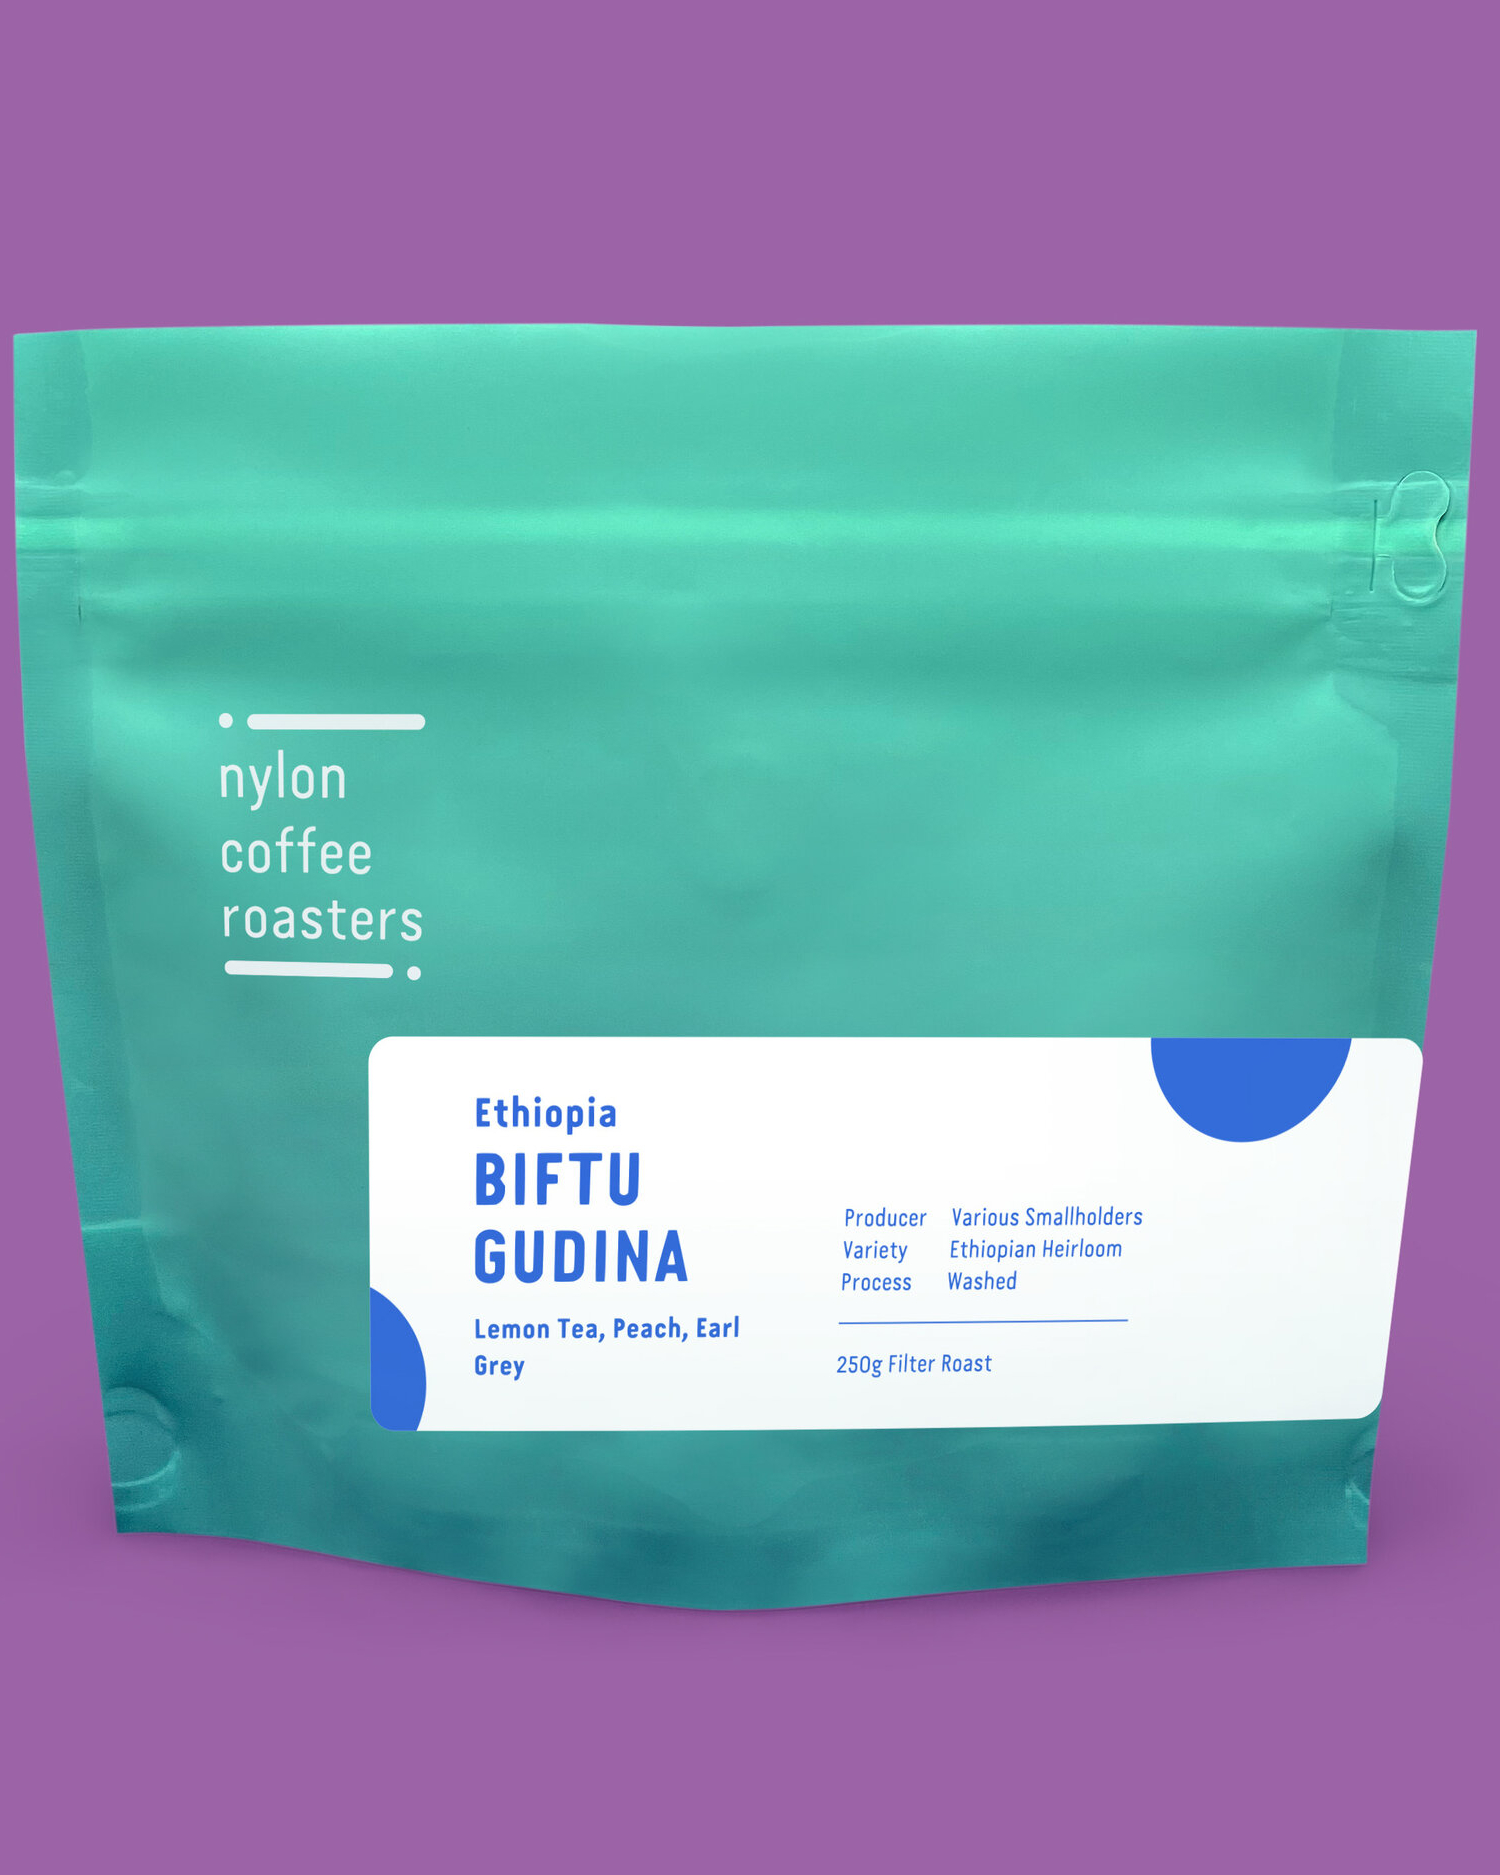 nylon
coffee
roasters
Ethiopia
BIFTU
GUDINA
Lemon Tea, Peach, Earl
Grey
Producer Various Smallholders
Variety Ethiopian Heirloom
Process Washed
250g Filter Roast